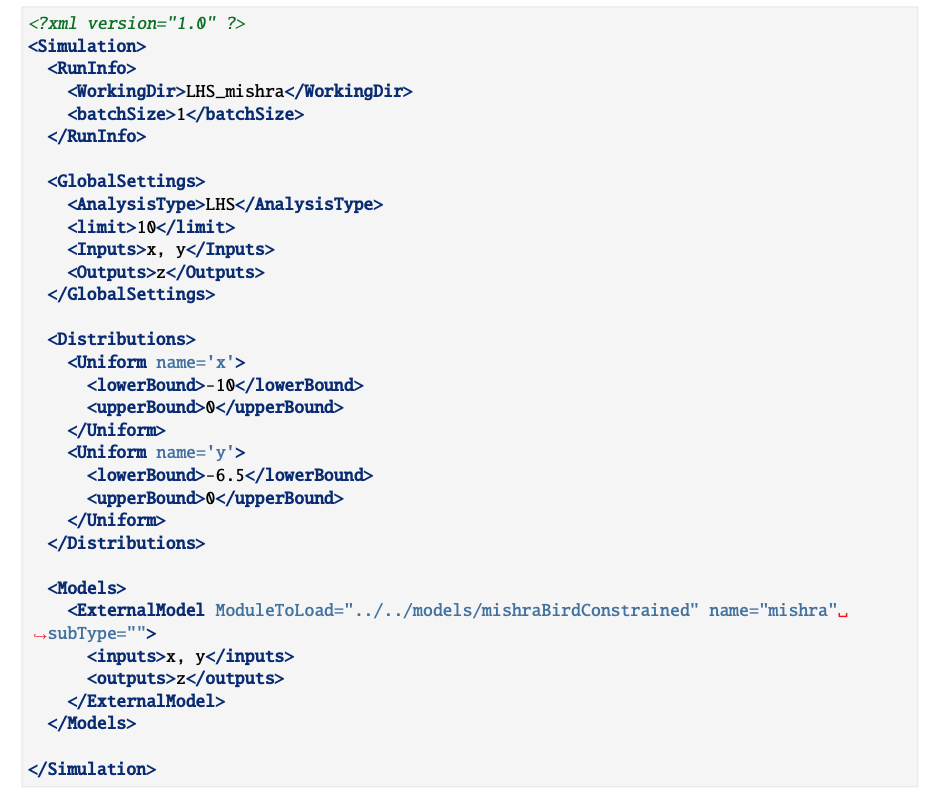 <?xml version="1.0" ?>
<Simulation>
  <RunInfo>
    <WorkingDir>LHS_mishra</WorkingDir>
    <batchSize>1</batchSize>
  </RunInfo>

  <GlobalSettings>
    <AnalysisType>LHS</AnalysisType>
    <limit>10</limit>
    <Inputs>x, y</Inputs>
    <Outputs>z</Outputs>
  </GlobalSettings>

  <Distributions>
    <Uniform name='x'>
      <lowerBound>-10</lowerBound>
      <upperBound>0</upperBound>
    </Uniform>
    <Uniform name='y'>
      <lowerBound>-6.5</lowerBound>
      <upperBound>0</upperBound>
    </Uniform>
  </Distributions>

  <Models>
    <ExternalModel ModuleToLoad="../../models/mishraBirdConstrained" name="mishra"␣
↪subType="">
      <inputs>x, y</inputs>
      <outputs>z</outputs>
    </ExternalModel>
  </Models>

</Simulation>